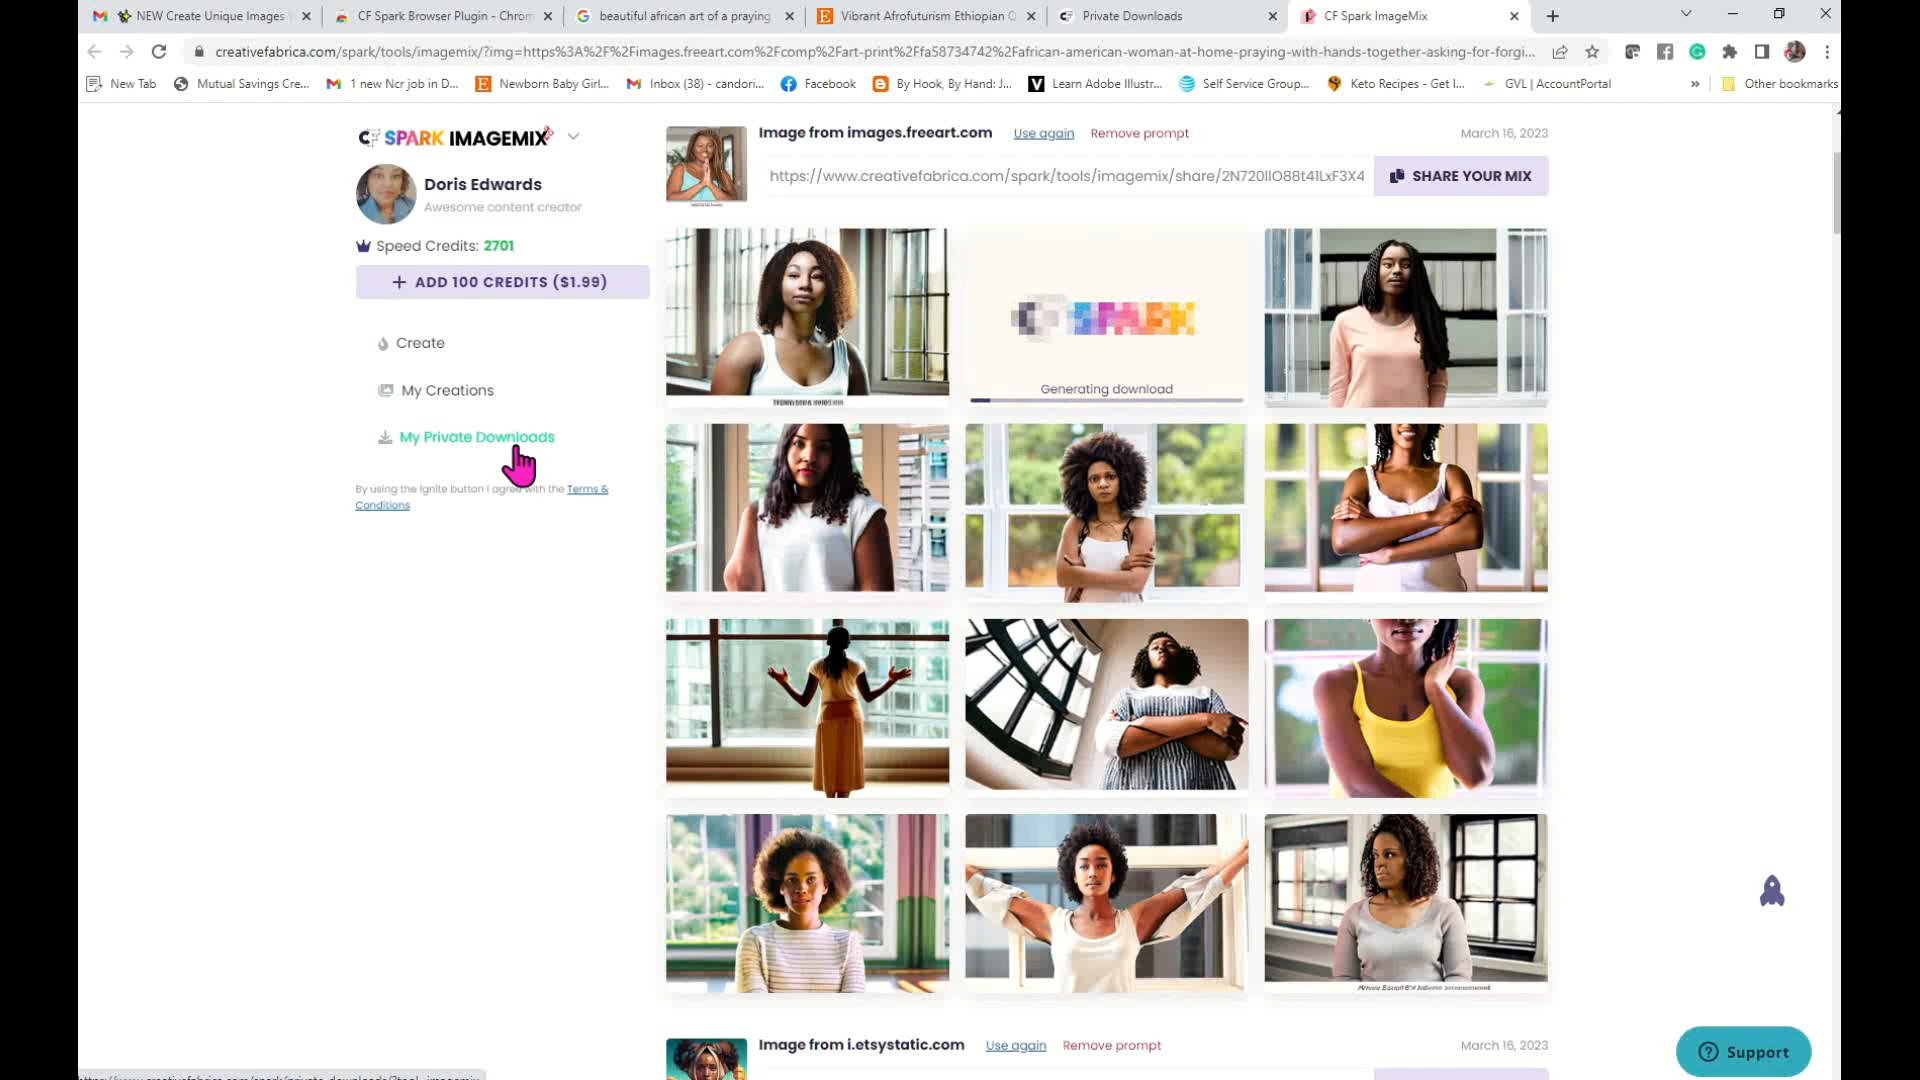 NEW Create Unique Images
CF Spark Browser Plugin - Chrom
beautiful african art of a praying
Vibrant Afrofuturism Ethiopian Q
Private Downloads
CF Spark ImageMix
creativefabrica.com/spark/tools/imagemix/?img=https%3A%2F%2Fimages.freeart.com%2Fcomp%2Fart-print%2Ffa58734742%2Fafrican-american-woman-at-home-praying-with-hands-together-asking-for-forgi...
New Tab
Mutual Savings Cre...
1 new Ncr job in D...
Newborn Baby Girl...
Inbox (38) - candori...
Facebook
By Hook, By Hand: J...
Learn Adobe Illustr...
Self Service Group...
Keto Recipes - Get I...
GVL | AccountPortal
»
Other bookmarks
CF SPARK IMAGEMIX
Doris Edwards
Awesome content creator
Speed Credits: 2701
+ ADD 100 CREDITS ($1.99)
Create
My Creations
My Private Downloads
By using the Ignite button I agree with the Terms &
Conditions
Image from images.freeart.com
Use again
Remove prompt
March 16, 2023
https://www.creativefabrica.com/spark/tools/imagemix/share/2N720llO88t41LxF3X4
SHARE YOUR MIX
CF SPARK
Generating download
Image from i.etsystatic.com
Use again
Remove prompt
March 16, 2023
Support